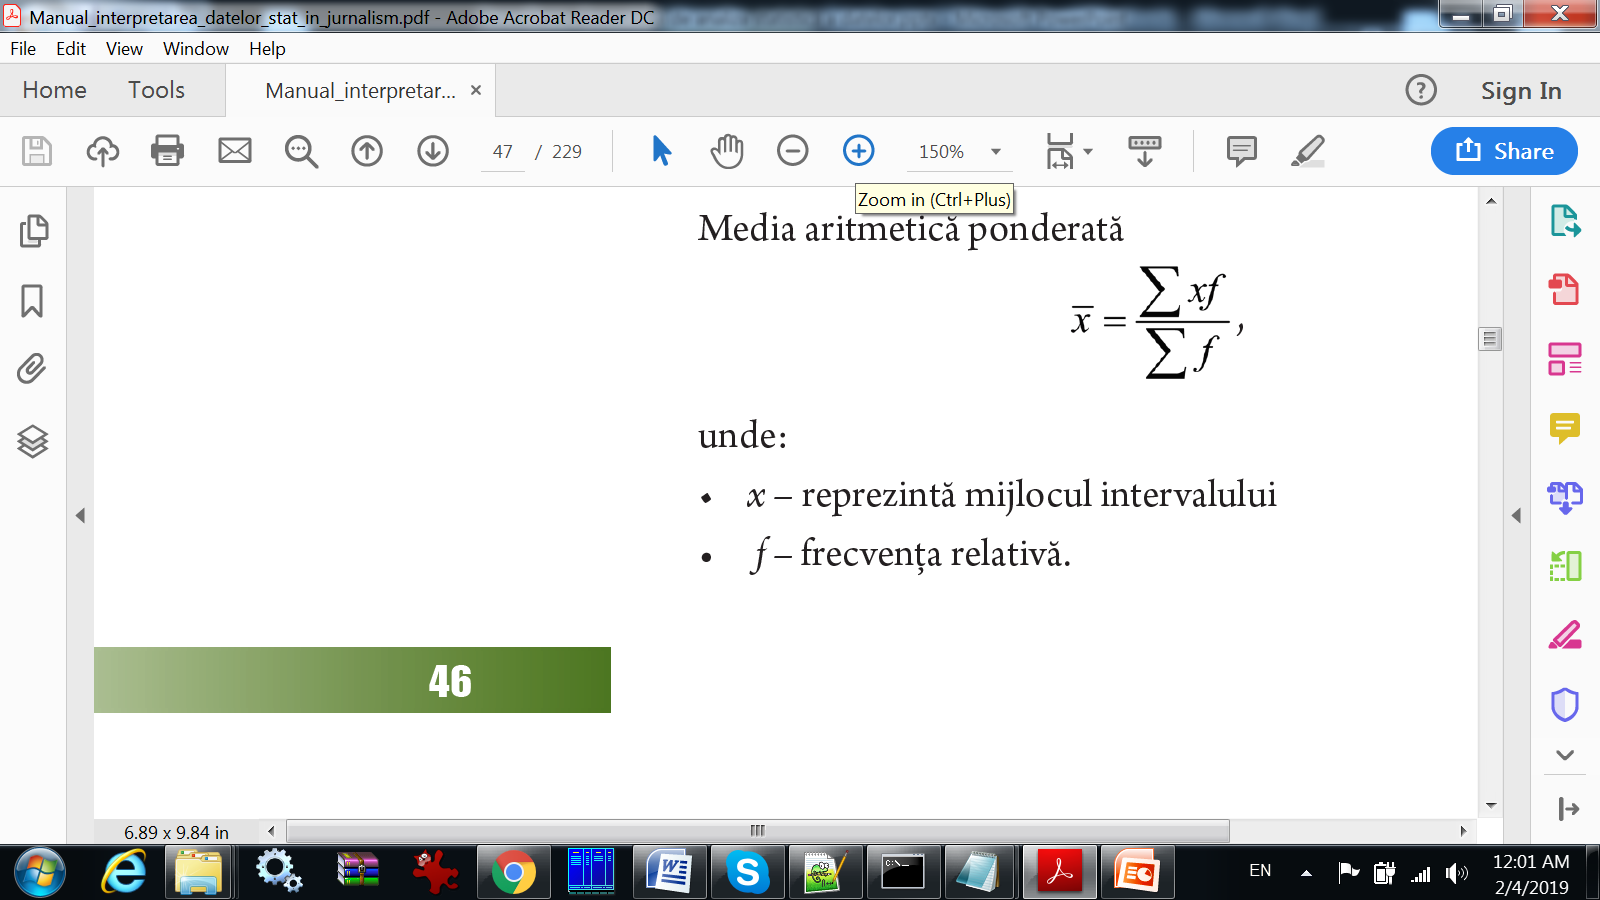 Manual_interpretarea_datelor_stat_in_jurnalism.pdf - Adobe Acrobat Reader DC
File Edit View Window Help
Home Tools Manual_interpretar... × ? Sign In
47 / 229 150% Share
Zoom in (Ctrl+Plus)
Media aritmetică ponderată
x̄ = ∑ xf / ∑ f ,
unde:
• x – reprezintă mijlocul intervalului
• f – frecvența relativă.
46
6.89 x 9.84 in
C:\_
EN 12:01 AM
2/4/2019